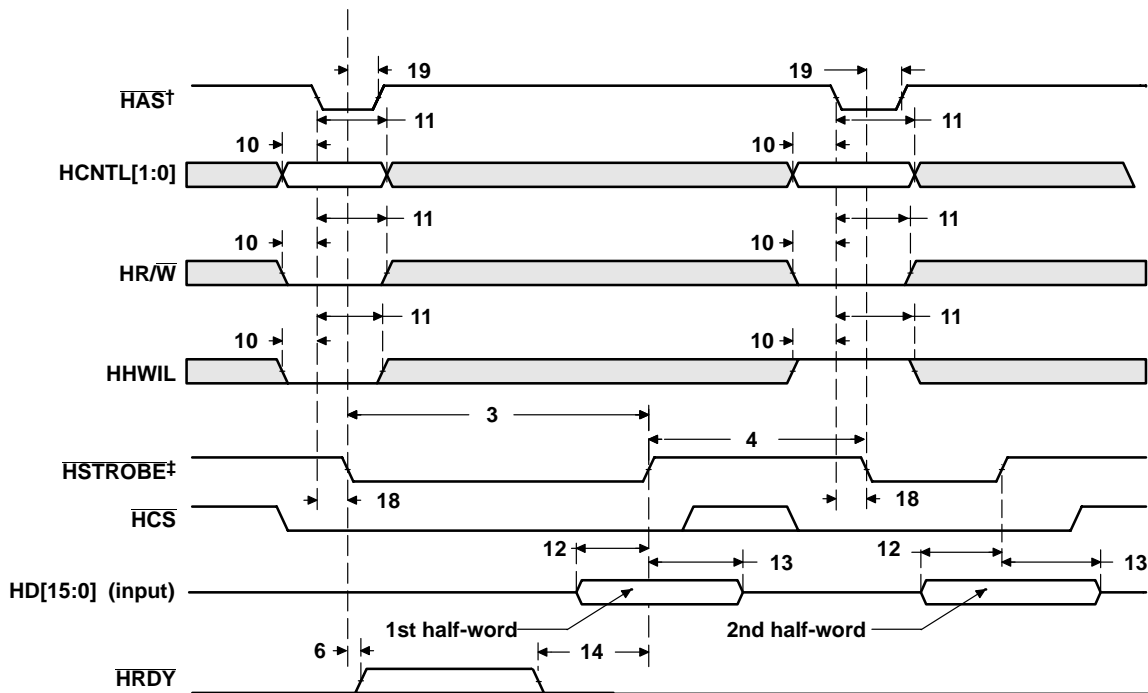 19
19
HAS†
11
11
10
10
HCNTL[1:0]
11
11
10
10
HR/W
11
11
10
10
HHWIL
3
4
HSTROBE‡
18
18
HCS
12
12
13
13
HD[15:0] (input)
1st half-word
2nd half-word
6
14
HRDY